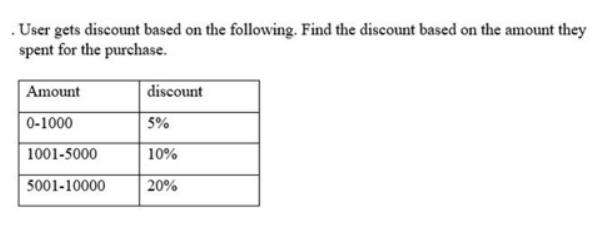 . User gets discount based on the following. Find the discount based on the amount they
spent for the purchase.
Amount discount
0-1000 5%
1001-5000 10%
5001-10000 20%